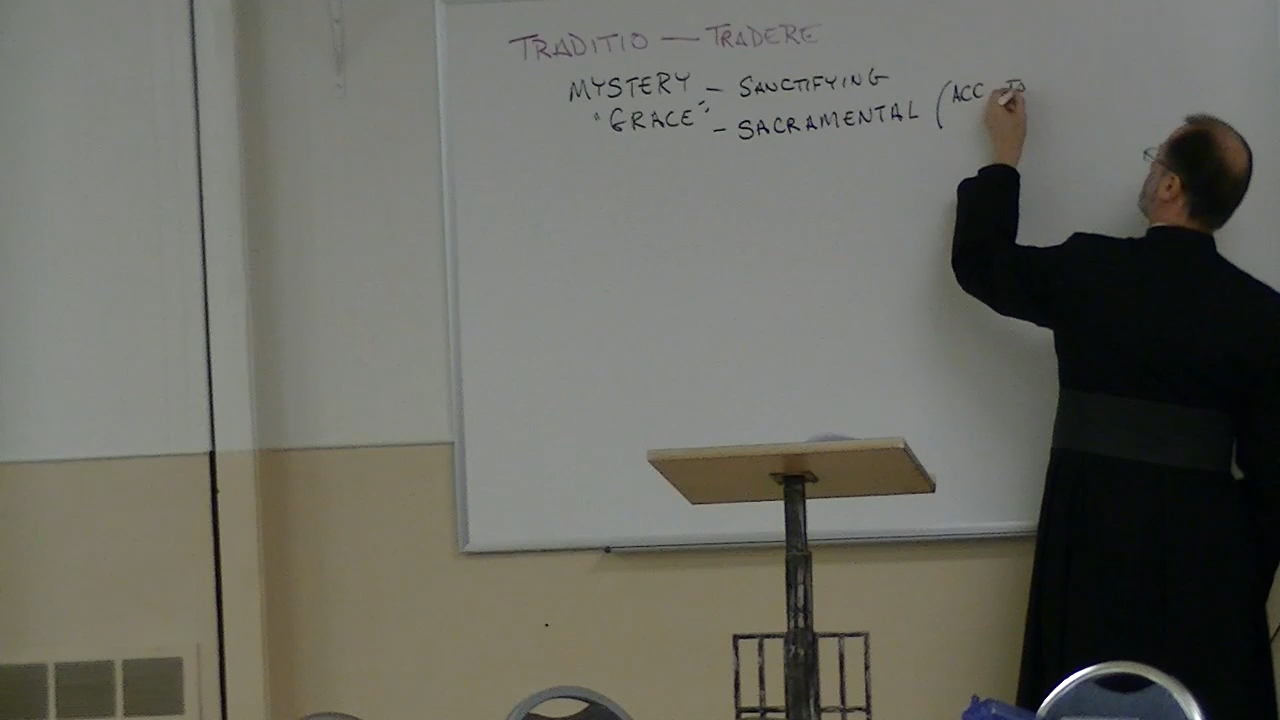 TRADITIO — TRADERE
MYSTERY – SANCTIFYING
"GRACE" – SACRAMENTAL (ACC TO